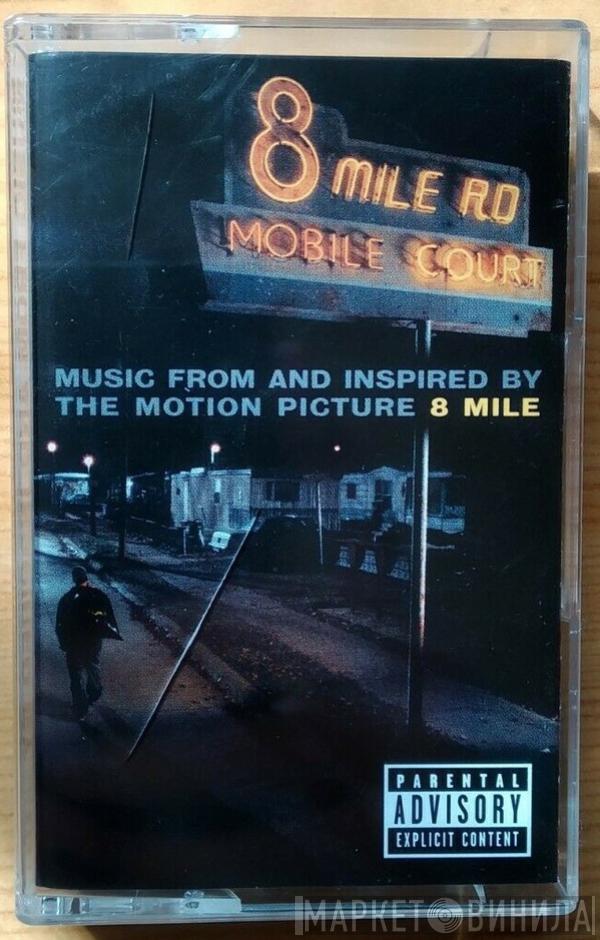 8 MILE RD
MOBILE COURT
MUSIC FROM AND INSPIRED BY
THE MOTION PICTURE 8 MILE
PARENTAL
ADVISORY
EXPLICIT CONTENT
МАРКЕТ ВИНИЛА